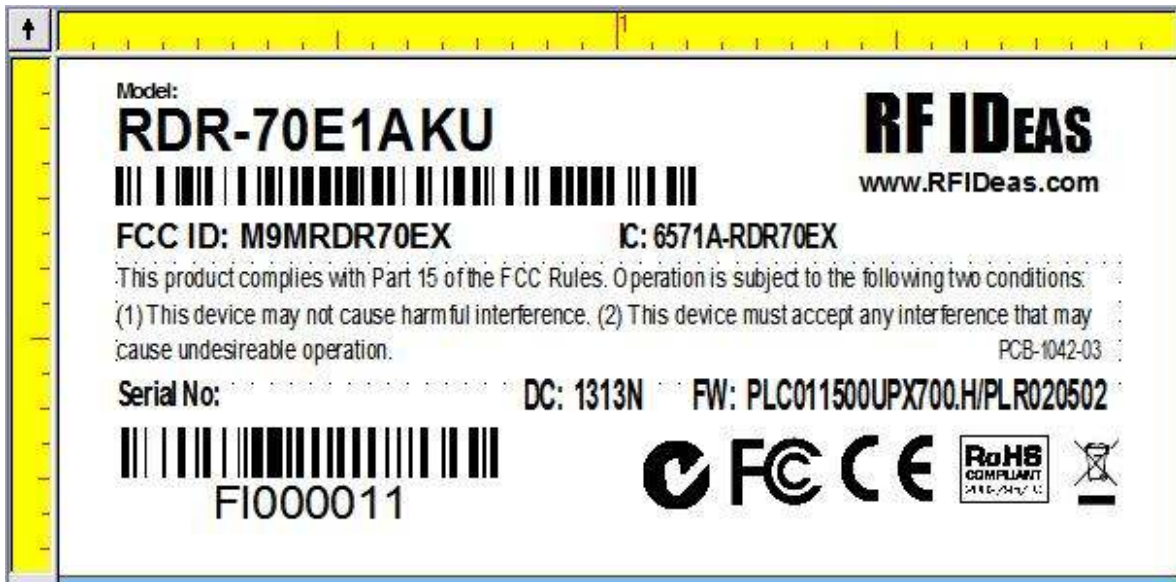 1
Model:
RDR-70E1AKU
RF IDEAS
www.RFIDeas.com
FCC ID: M9MRDR70EX IC: 6571A-RDR70EX
This product complies with Part 15 of the FCC Rules. Operation is subject to the following two conditions:
(1) This device may not cause harmful interference. (2) This device must accept any interference that may
cause undesireable operation. PCB-1042-03
Serial No: DC: 1313N FW: PLC011500UPX700.H/PLR020502
FI000011
FC CE
RoHS
COMPLIANT